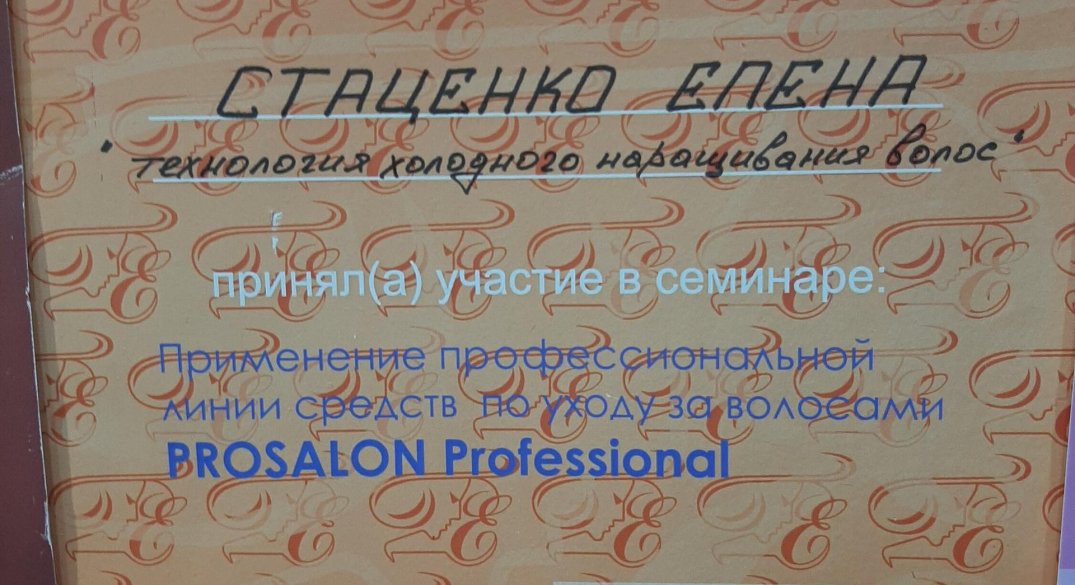 СТАЦЕНКО ЕЛЕНА
"технология холодного наращивания волос"
принял(а) участие в семинаре:
Применение профессиональной
линии средств по уходу за волосами
PROSALON Professional